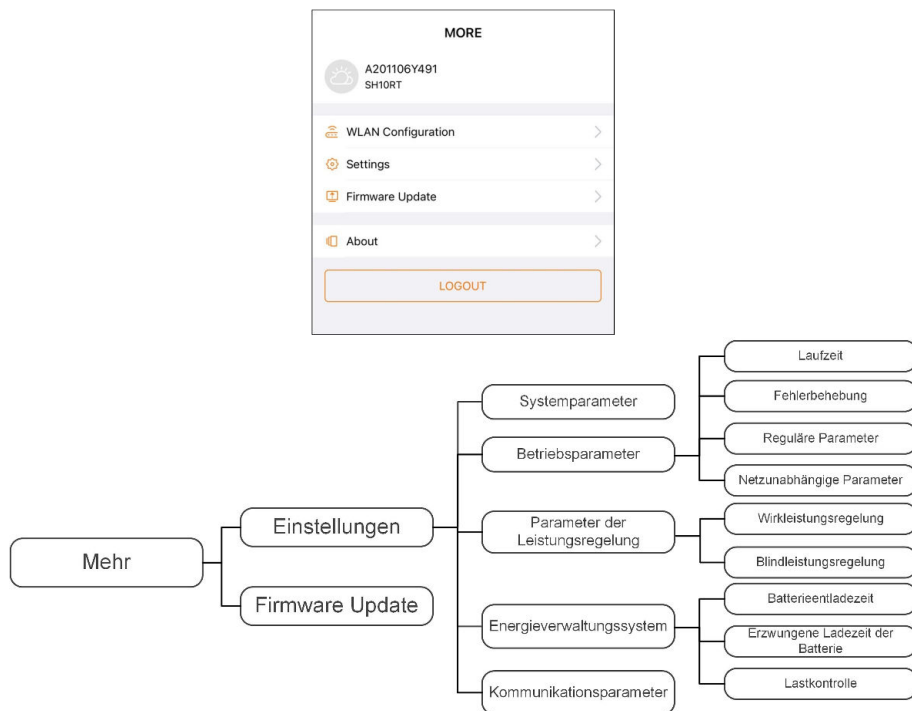 MORE
A201106Y491
SH10RT
WLAN Configuration
Settings
Firmware Update
About
LOGOUT
Mehr
Einstellungen
Firmware Update
Systemparameter
Betriebsparameter
Parameter der
Leistungsregelung
Energieverwaltungssystem
Kommunikationsparameter
Laufzeit
Fehlerbehebung
Reguläre Parameter
Netzunabhängige Parameter
Wirkleistungsregelung
Blindleistungsregelung
Batterieentladezeit
Erzwungene Ladezeit der
Batterie
Lastkontrolle